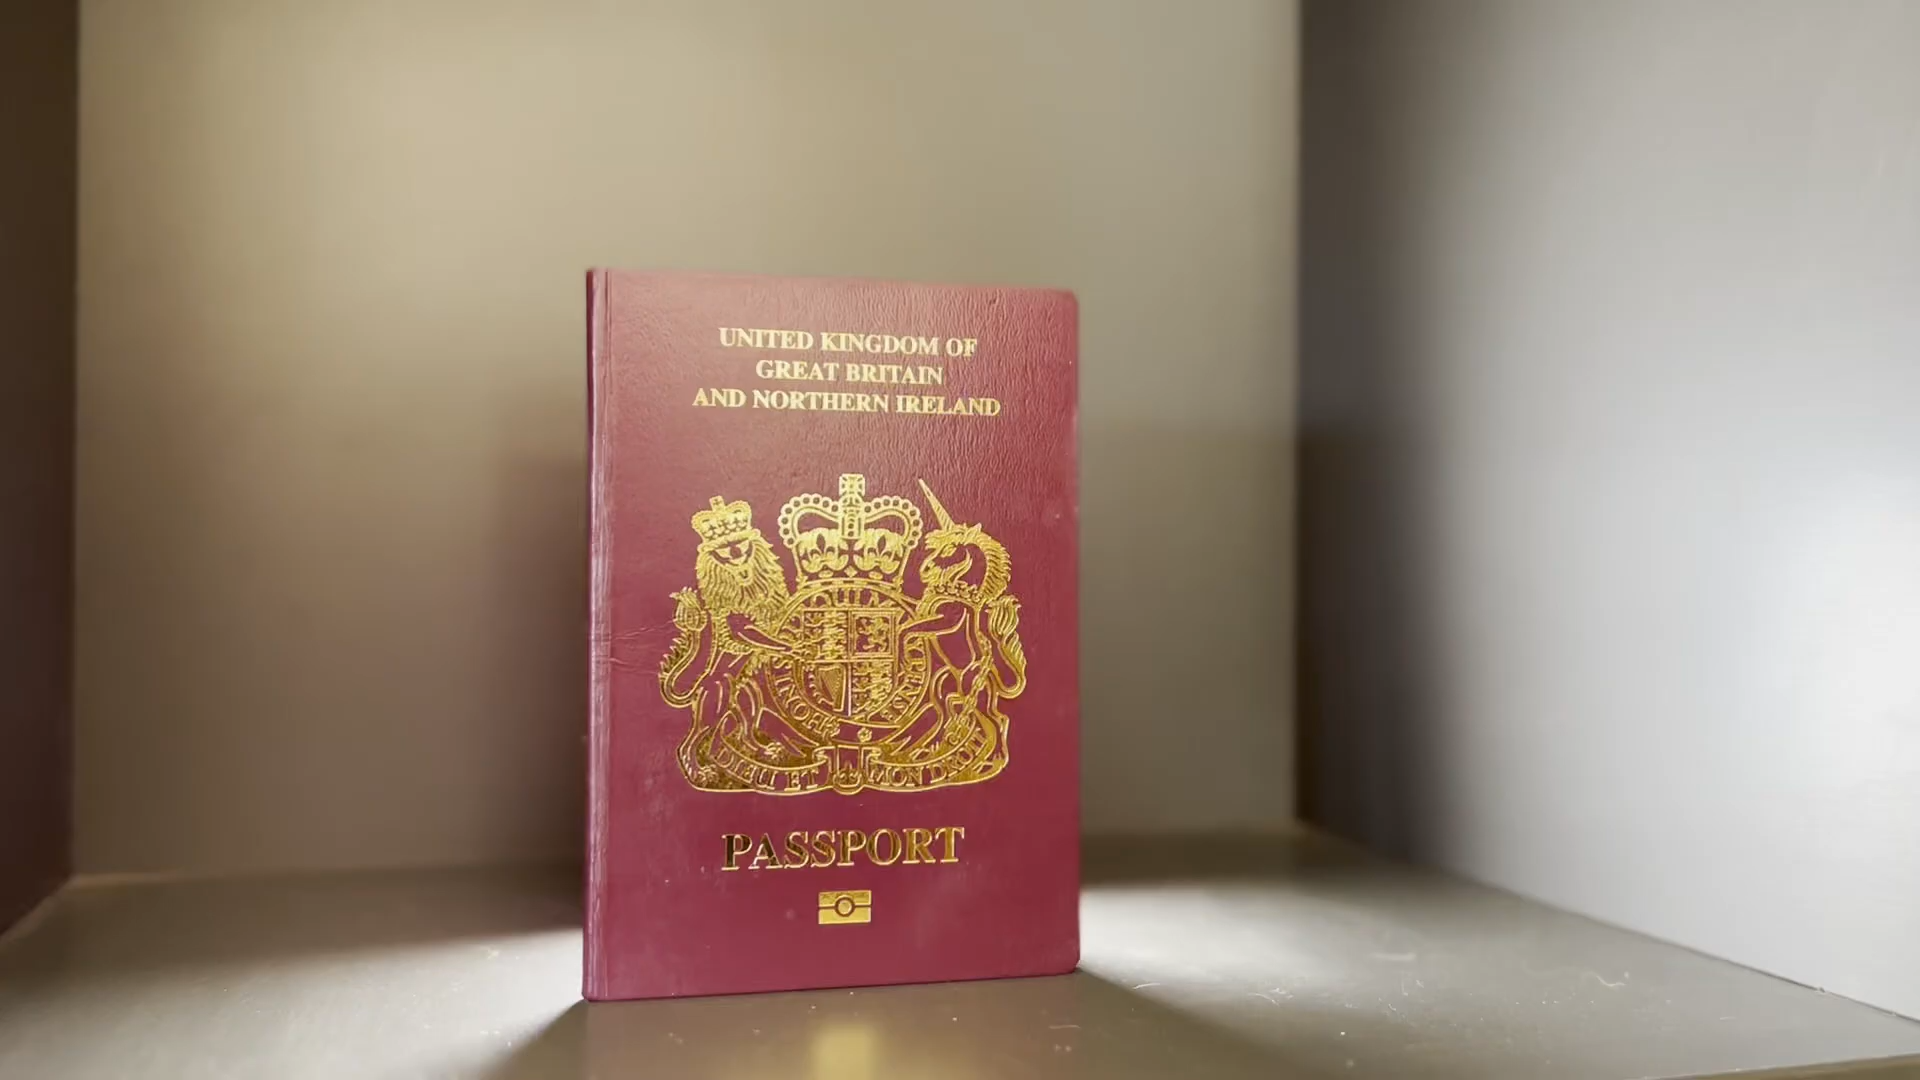 UNITED KINGDOM OF
GREAT BRITAIN
AND NORTHERN IRELAND
DIEU ET MON DROIT
PASSPORT